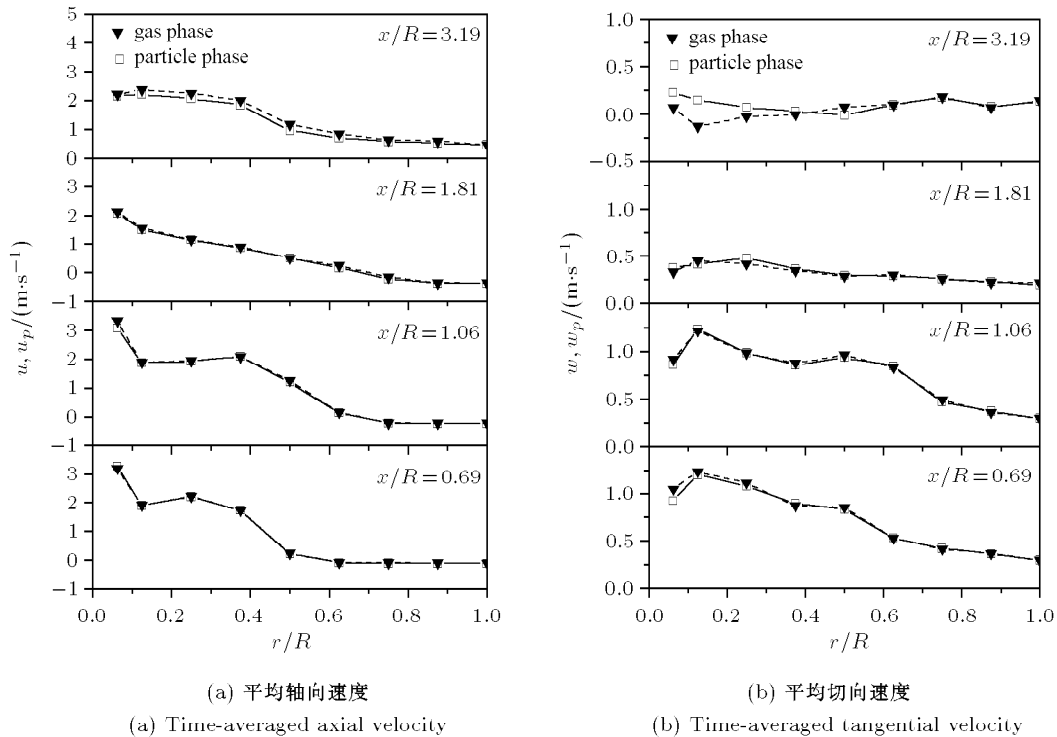 5
gas phase
x/R=3.19
4
particle phase
3
2
1
0
x/R=1.81
3
2
1
0
−1
x/R=1.06
3
2
1
0
−1
x/R=0.69
3
2
1
0
−1
0.0 0.2 0.4 0.6 0.8 1.0
r/R
u, u_p/(m·s⁻¹)
(a) 平均轴向速度
(a) Time-averaged axial velocity
1.0
gas phase
x/R=3.19
particle phase
0.5
0.0
−0.5
x/R=1.81
1.0
0.5
0.0
x/R=1.06
1.0
0.5
0.0
x/R=0.69
1.0
0.5
0.0
0.0 0.2 0.4 0.6 0.8 1.0
r/R
w, w_p/(m·s⁻¹)
(b) 平均切向速度
(b) Time-averaged tangential velocity